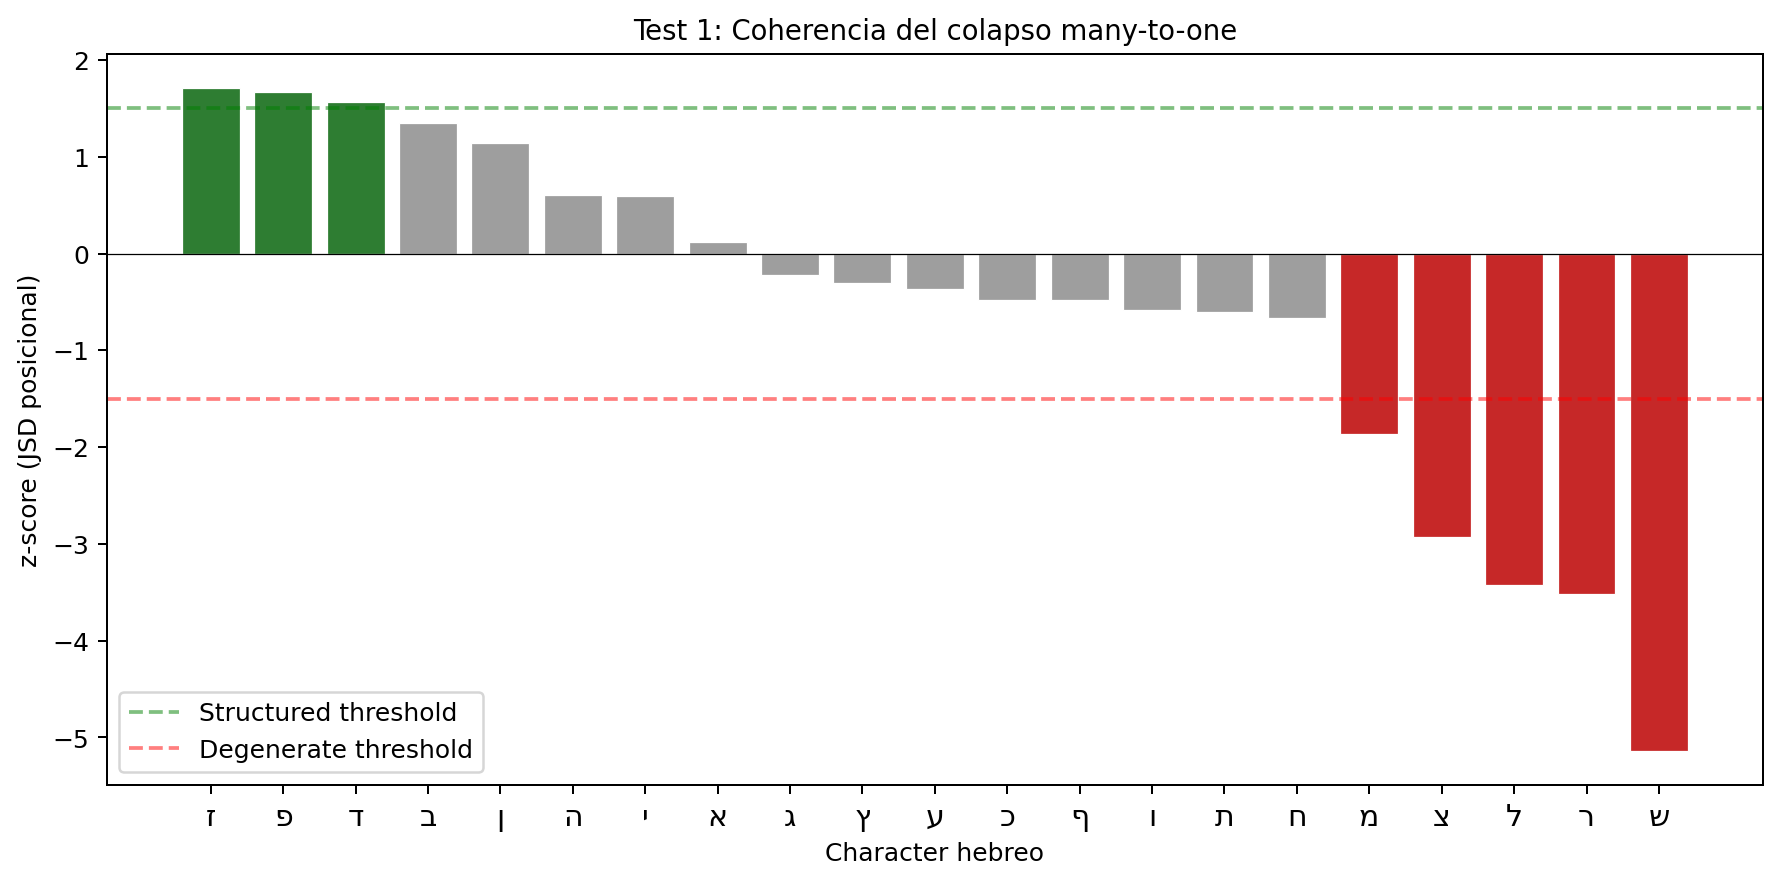 Test 1: Coherencia del colapso many-to-one
2
1
0
−1
−2
−3
−4
−5
z-score (JSD posicional)
Structured threshold
Degenerate threshold
ז פ ד ב ן ה י א ג ץ ע כ ף ו ת ח מ צ ל ר ש
Character hebreo